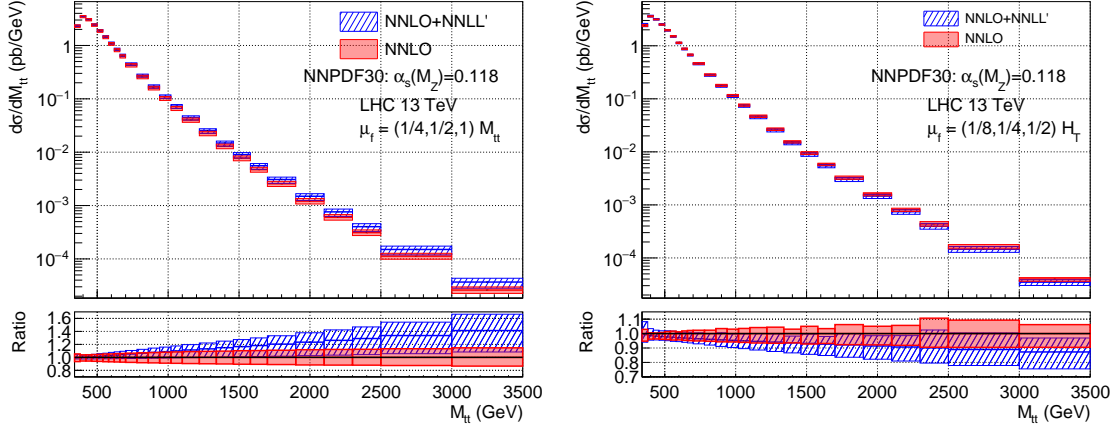 dσ/dM_tt (pb/GeV)
1
10⁻¹
10⁻²
10⁻³
10⁻⁴
NNLO+NNLL'
NNLO
NNPDF30: α_s(M_Z)=0.118
LHC 13 TeV
μ_f = (1/4,1/2,1) M_tt
Ratio
1.6
1.4
1.2
1.0
0.8
500 1000 1500 2000 2500 3000 3500
M_tt (GeV)
dσ/dM_tt (pb/GeV)
1
10⁻¹
10⁻²
10⁻³
10⁻⁴
NNLO+NNLL'
NNLO
NNPDF30: α_s(M_Z)=0.118
LHC 13 TeV
μ_f = (1/8,1/4,1/2) H_T
Ratio
1.1
1.0
0.9
0.8
0.7
500 1000 1500 2000 2500 3000 3500
M_tt (GeV)